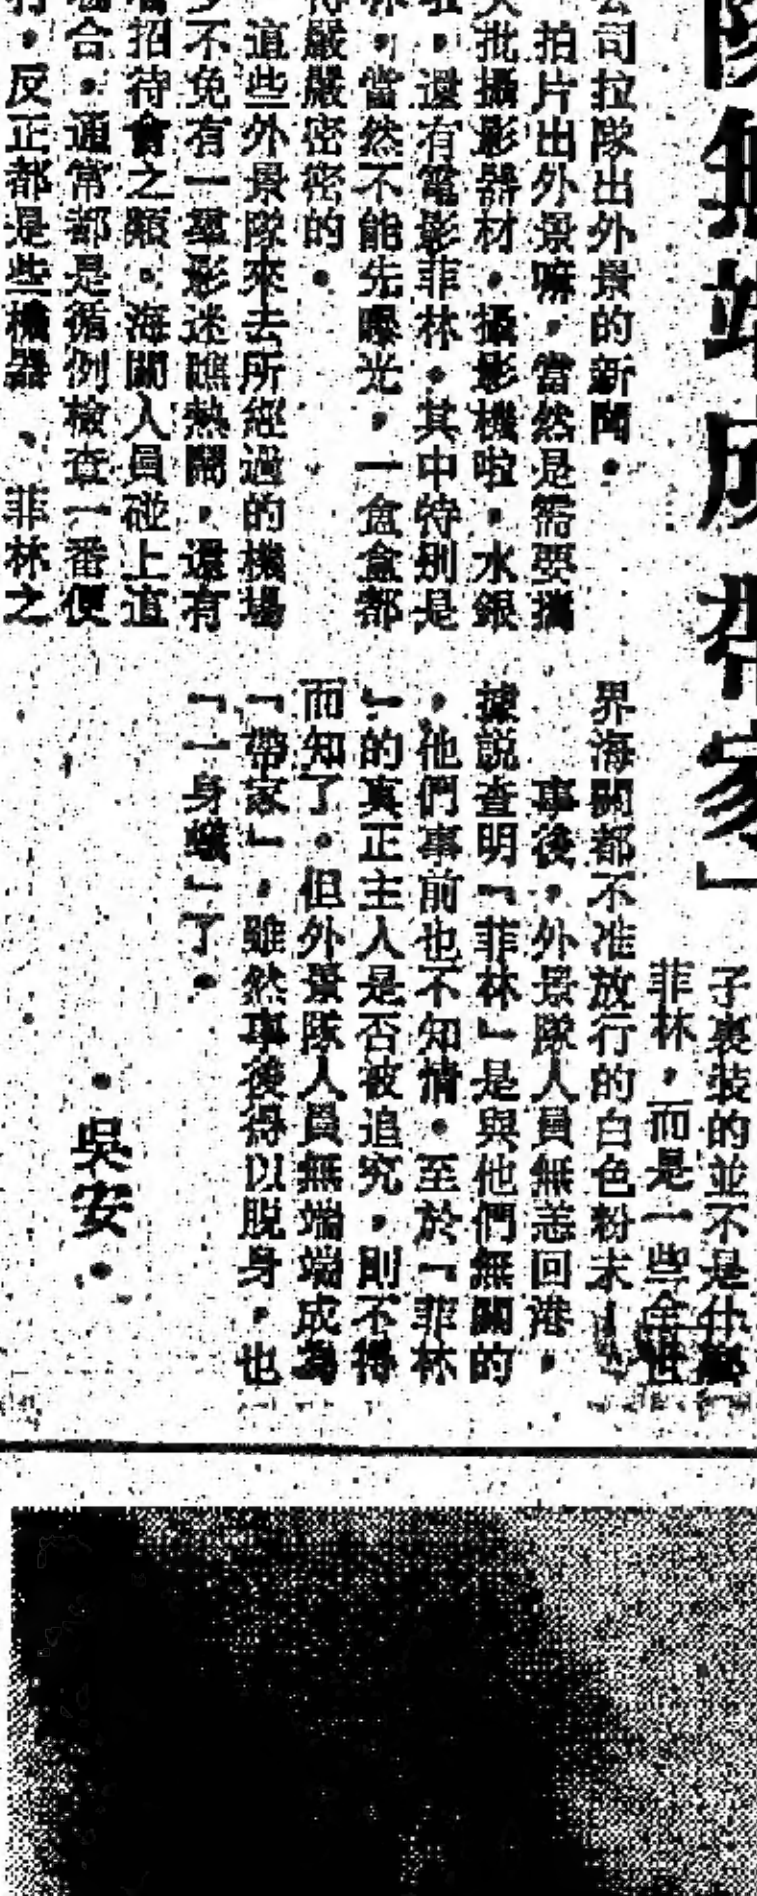 隊無端成帶家」
公司拉隊出外景的新聞。
拍片出外景嘛，當然是需要攜
大批攝影器材，攝影機啦，水銀
啦，還有電影菲林。其中特別是
林，當然不能先曝光，一盒盒都
得嚴嚴密密的。
這些外景隊來去所經過的機場
少不免有一羣影迷瞧熱鬧，還有
招待會之類。海關人員碰上這
場合，通常都是循例檢查一番便
，反正都是些機器、菲林之
子裏裝的並不是什麼
菲林，而是一些全世
界海關都不准放行的白色粉末！
事後，外景隊人員無恙回港，
據說查明「菲林」是與他們無關的
，他們事前也不知情。至於「菲林
」的真正主人是否被追究，則不得
而知了。但外景隊人員無端端成為
「帶家」，雖然事後得以脫身，也
「一身蟻」了。
・吳安・